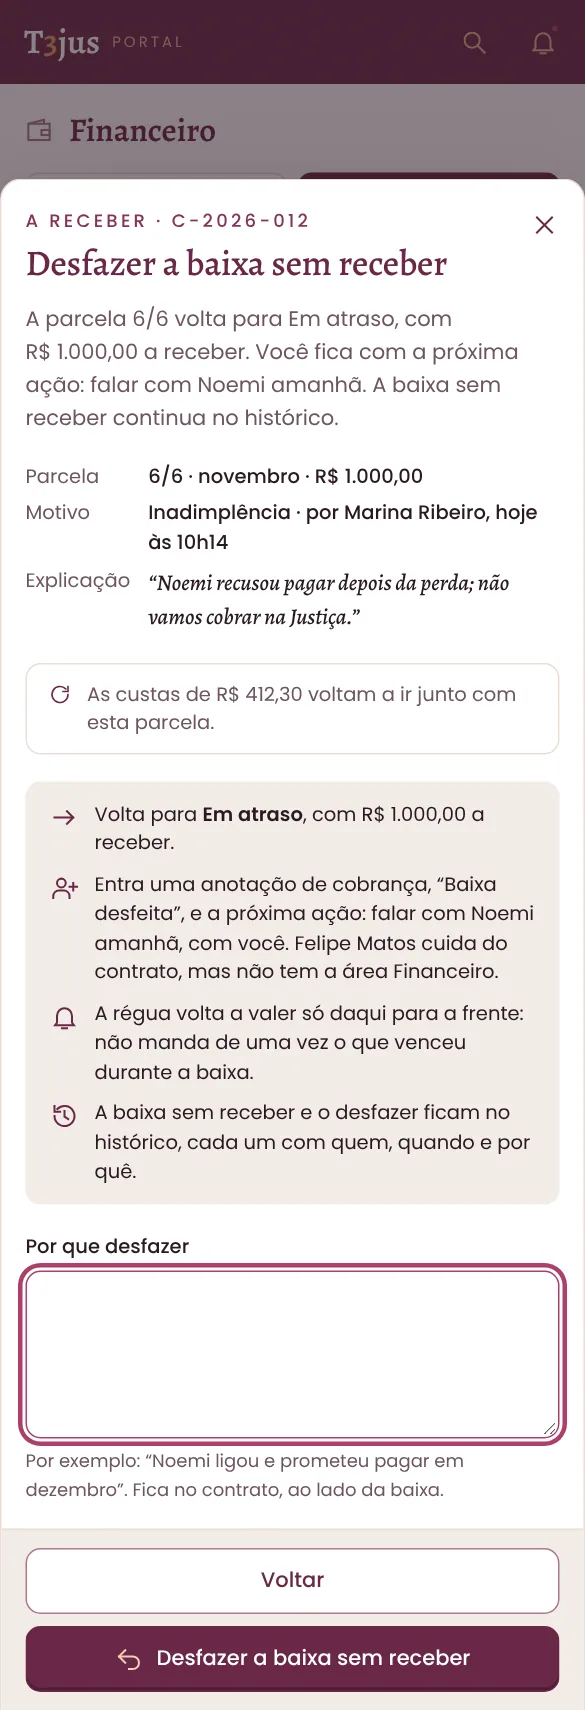 T3jus PORTAL
Financeiro
A RECEBER · C-2026-012
Desfazer a baixa sem receber
A parcela 6/6 volta para Em atraso, com
R$ 1.000,00 a receber. Você fica com a próxima
ação: falar com Noemi amanhã. A baixa sem
receber continua no histórico.
Parcela 6/6 · novembro · R$ 1.000,00
Motivo Inadimplência · por Marina Ribeiro, hoje
às 10h14
Explicação “Noemi recusou pagar depois da perda; não
vamos cobrar na Justiça.”
As custas de R$ 412,30 voltam a ir junto com
esta parcela.
Volta para Em atraso, com R$ 1.000,00 a
receber.
Entra uma anotação de cobrança, “Baixa
desfeita”, e a próxima ação: falar com Noemi
amanhã, com você. Felipe Matos cuida do
contrato, mas não tem a área Financeiro.
A régua volta a valer só daqui para a frente:
não manda de uma vez o que venceu
durante a baixa.
A baixa sem receber e o desfazer ficam no
histórico, cada um com quem, quando e por
quê.
Por que desfazer
Por exemplo: “Noemi ligou e prometeu pagar em
dezembro”. Fica no contrato, ao lado da baixa.
Voltar
Desfazer a baixa sem receber